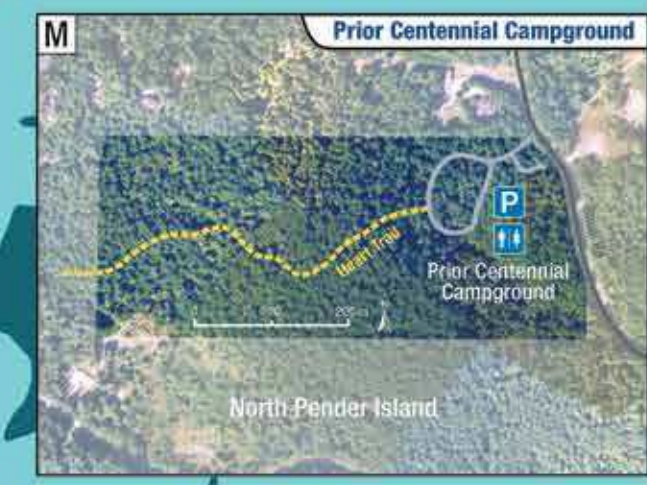 M
Prior Centennial Campground
P
Heart Trail
Prior Centennial
Campground
North Pender Island